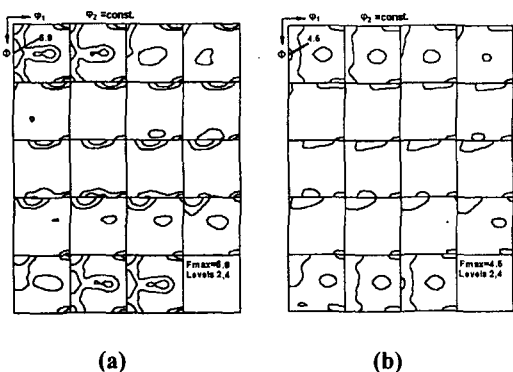 φ₁ φ₂ =const.
Φ
6.9
Fmax=6.9
Levels 2,4
(a)
φ₁ φ₂ =const.
Φ
4.5
Fmax=4.5
Levels 2,4
(b)